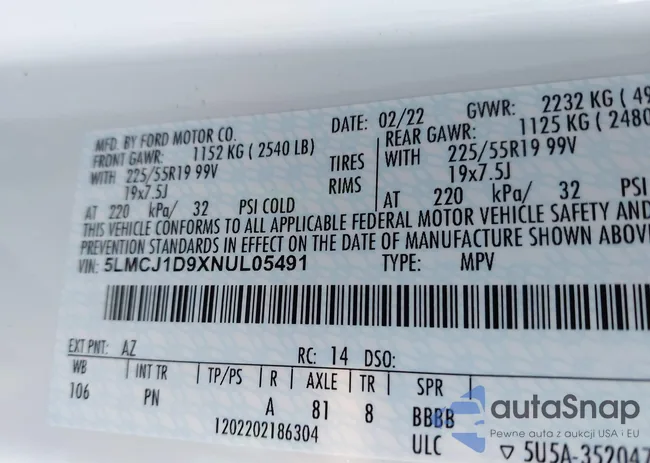 MFD. BY FORD MOTOR CO.
DATE: 02/22 GVWR: 2232 KG ( 49
FRONT GAWR: 1152 KG ( 2540 LB) REAR GAWR: 1125 KG ( 2480
WITH 225/55R19 99V TIRES WITH 225/55R19 99V
19x7.5J RIMS 19x7.5J
AT 220 kPa/ 32 PSI COLD AT 220 kPa/ 32 PSI
THIS VEHICLE CONFORMS TO ALL APPLICABLE FEDERAL MOTOR VEHICLE SAFETY AND
PREVENTION STANDARDS IN EFFECT ON THE DATE OF MANUFACTURE SHOWN ABOV
VIN: 5LMCJ1D9XNUL05491 TYPE: MPV
EXT PNT: AZ RC: 14 DSO:
WB INT TR TP/PS R AXLE TR SPR
106 PN A 81 8 BBBB
1202202186304 ULC ▽ 5U5A-352047
autaSnap
Pewne auta z aukcji USA i EU